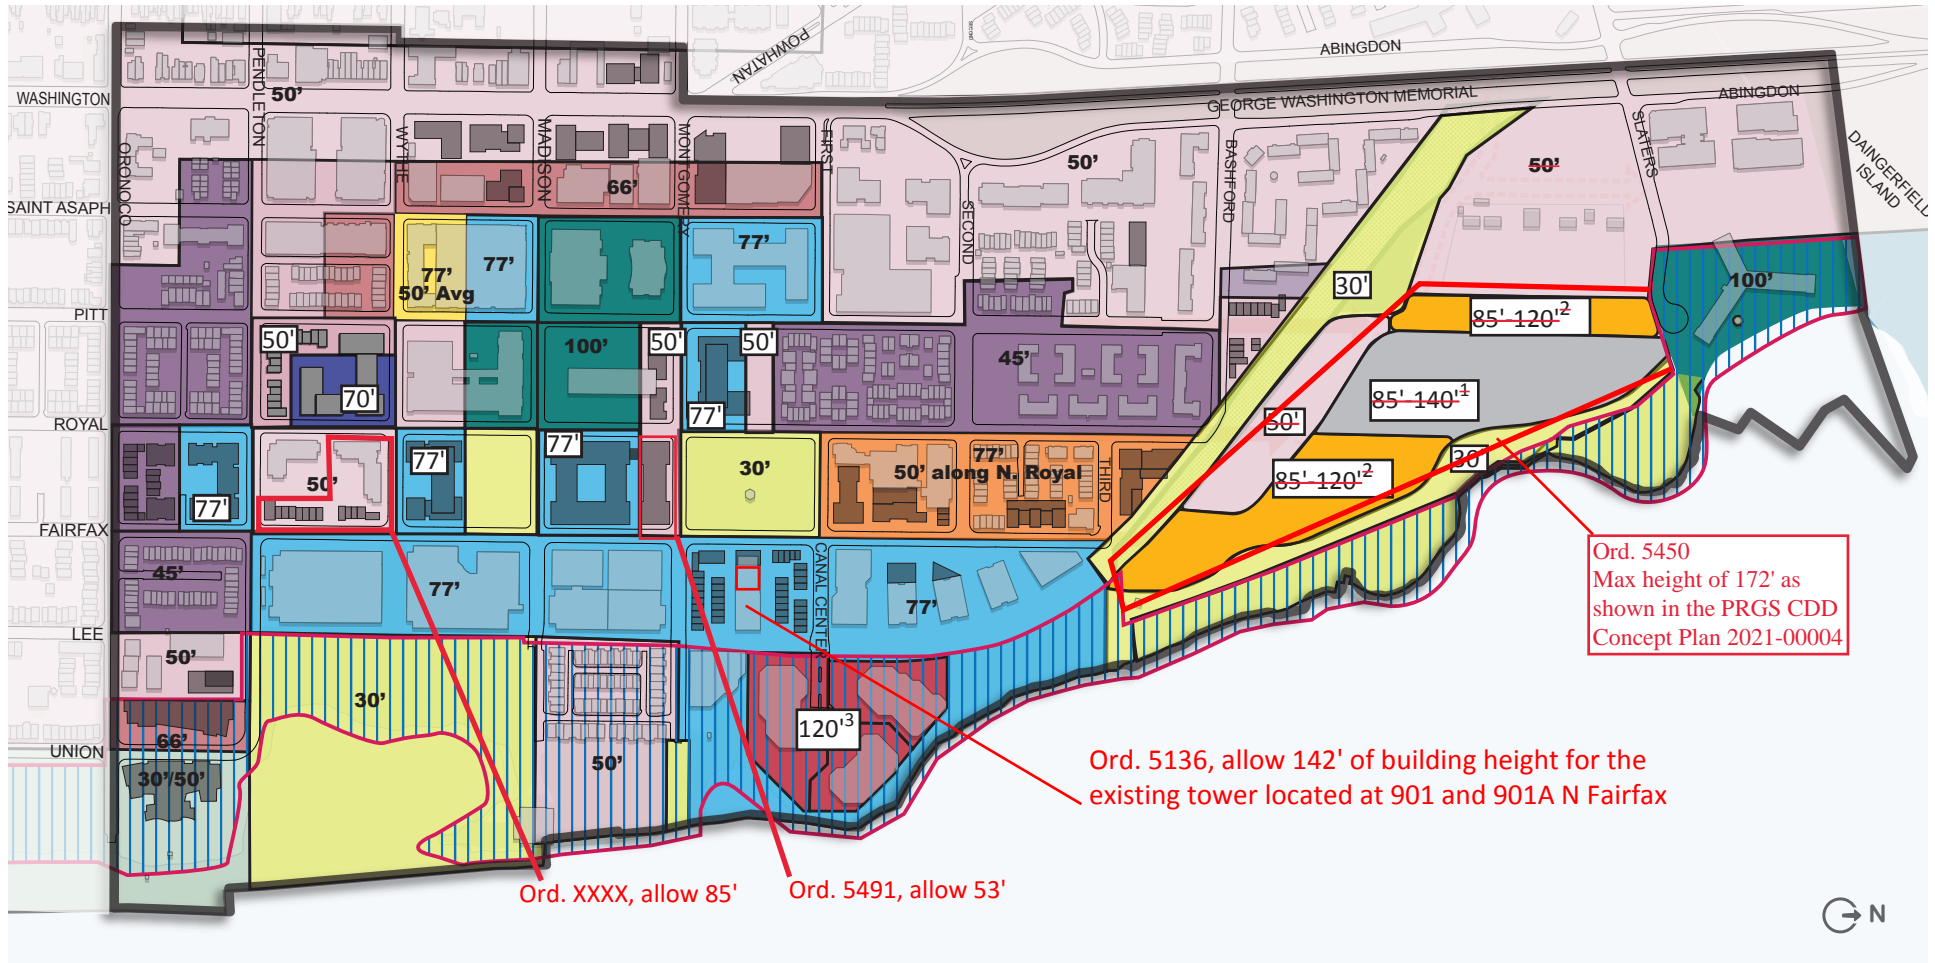 POWHATAN
SECOND
ABINGDON
WASHINGTON
PENDLETON
50'
GEORGE WASHINGTON MEMORIAL
ABINGDON
ORONOCO
WYTHE
MADISON
MONTGOMERY
FIRST
50'
BASHFORD
50'
SLATERS
DAINGERFIELD
ISLAND
SAINT ASAPH
66'
SECOND
77'
50' Avg
77'
77'
30'
100'
PITT
85'-120'2
50'
70'
100'
50'
50'
45'
85'-140'1
77'
50'
ROYAL
77'
50'
77'
77'
30'
77'
50' along N. Royal
THIRD
85'-120'2
30'
FAIRFAX
45'
77'
CANAL CENTER
77'
Ord. 5450
Max height of 172' as
shown in the PRGS CDD
Concept Plan 2021-00004
LEE
50'
30'
120'3
UNION
66'
30'/50'
50'
Ord. 5136, allow 142' of building height for the
existing tower located at 901 and 901A N Fairfax
Ord. XXXX, allow 85'
Ord. 5491, allow 53'
N